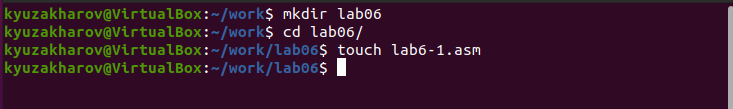 kyuzakharov@VirtualBox:~/work$ mkdir lab06
kyuzakharov@VirtualBox:~/work$ cd lab06/
kyuzakharov@VirtualBox:~/work/lab06$ touch lab6-1.asm
kyuzakharov@VirtualBox:~/work/lab06$